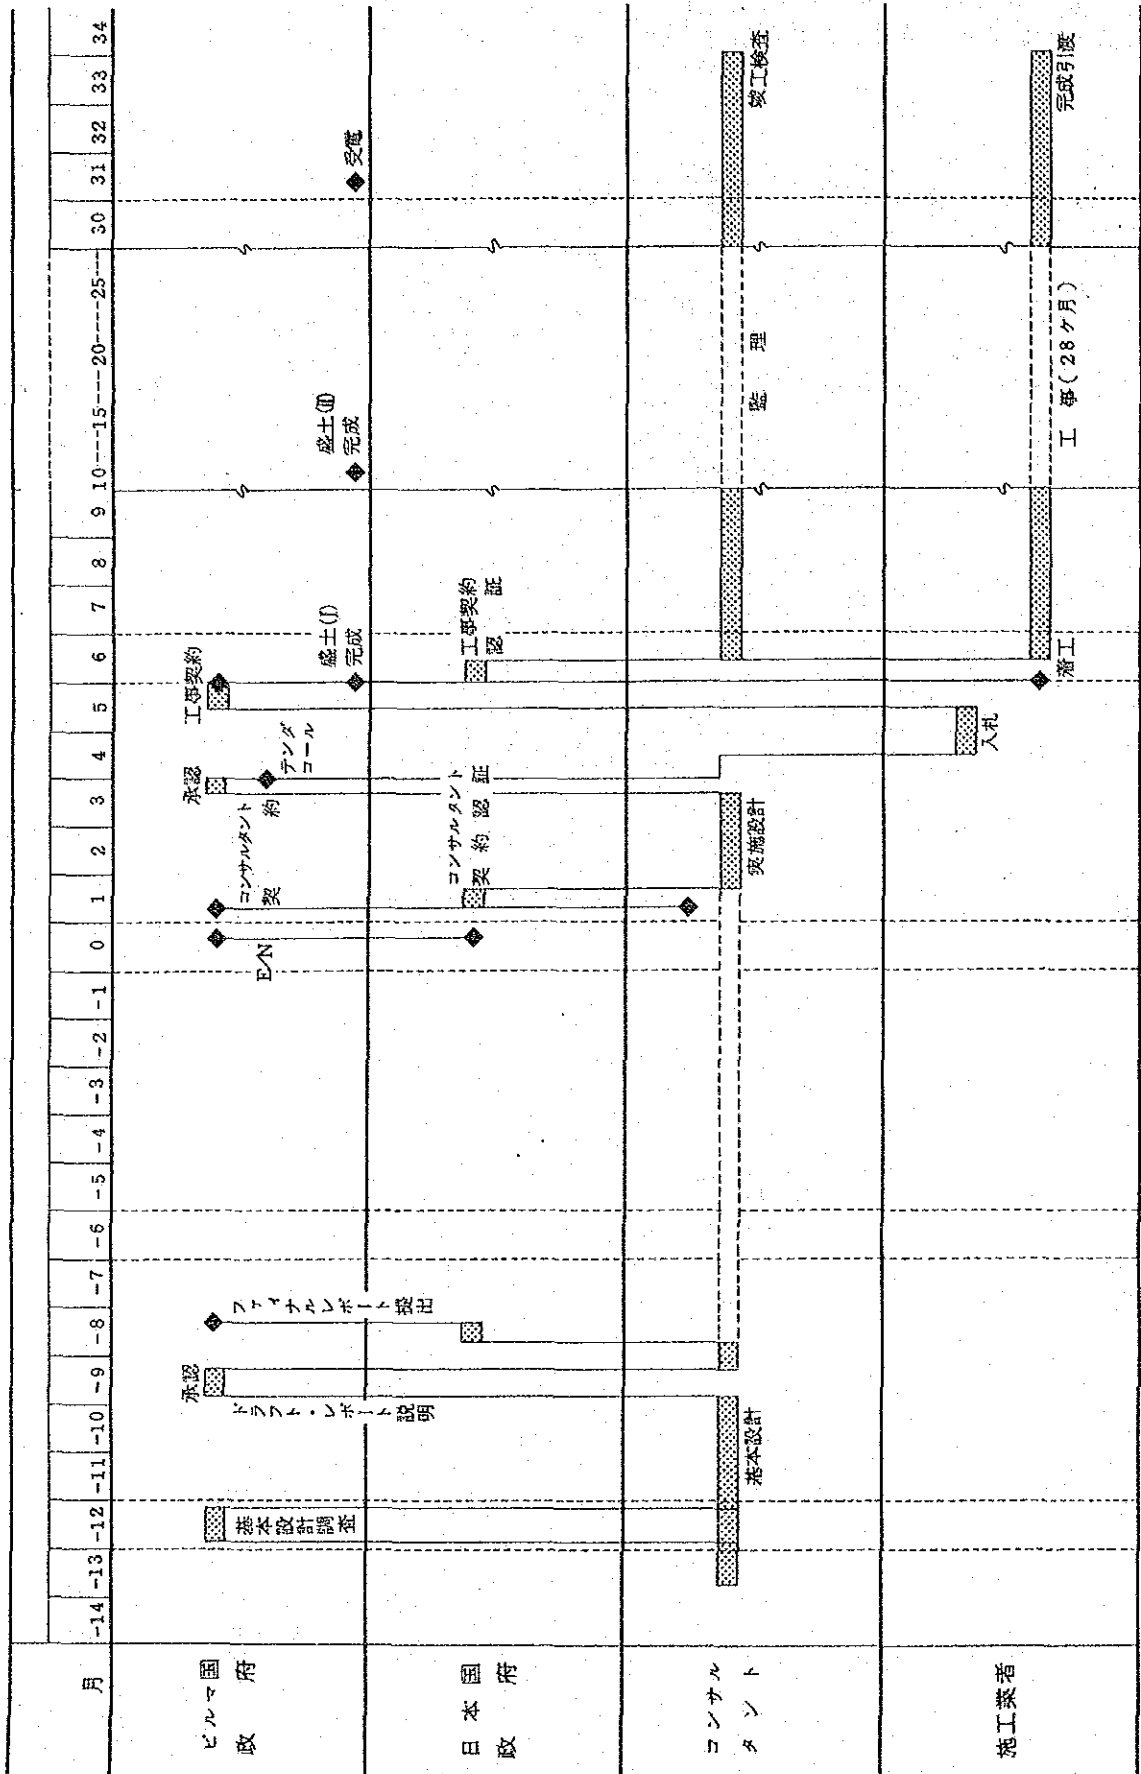 月
-14 -13 -12 -11 -10 -9 -8 -7 -6 -5 -4 -3 -2 -1 0 1 2 3 4 5 6 7 8 9 10---15---20---25--- 30 31 32 33 34
ビルマ国
政府
基本設計調査
承認
ドラフト・レポート説明
ファイナルレポート提出
E/N
コンサルタント
契約
承認
テンダ
コール
工事契約
盛土(I)
完成
盛土(II)
完成
受電
日本国
政府
コンサルタント
契約認証
工事契約
認証
コンサル
タント
基本設計
実施設計
監理
竣工検査
施工業者
入札
着工
工事(28ヶ月)
完成引渡